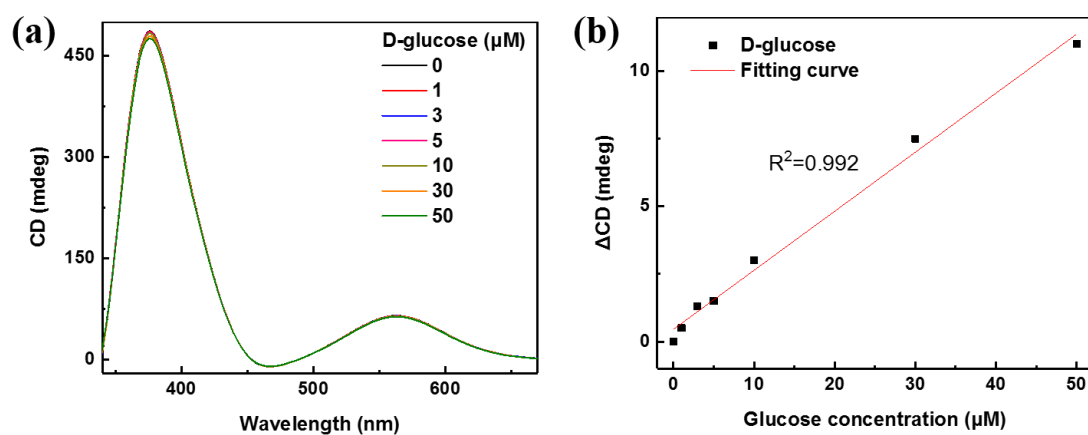 (a)
CD (mdeg)
450
300
150
0
400
500
600
Wavelength (nm)
D-glucose (μM)
0
1
3
5
10
30
50
(b)
ΔCD (mdeg)
10
5
0
0
10
20
30
40
50
Glucose concentration (μM)
D-glucose
Fitting curve
R²=0.992